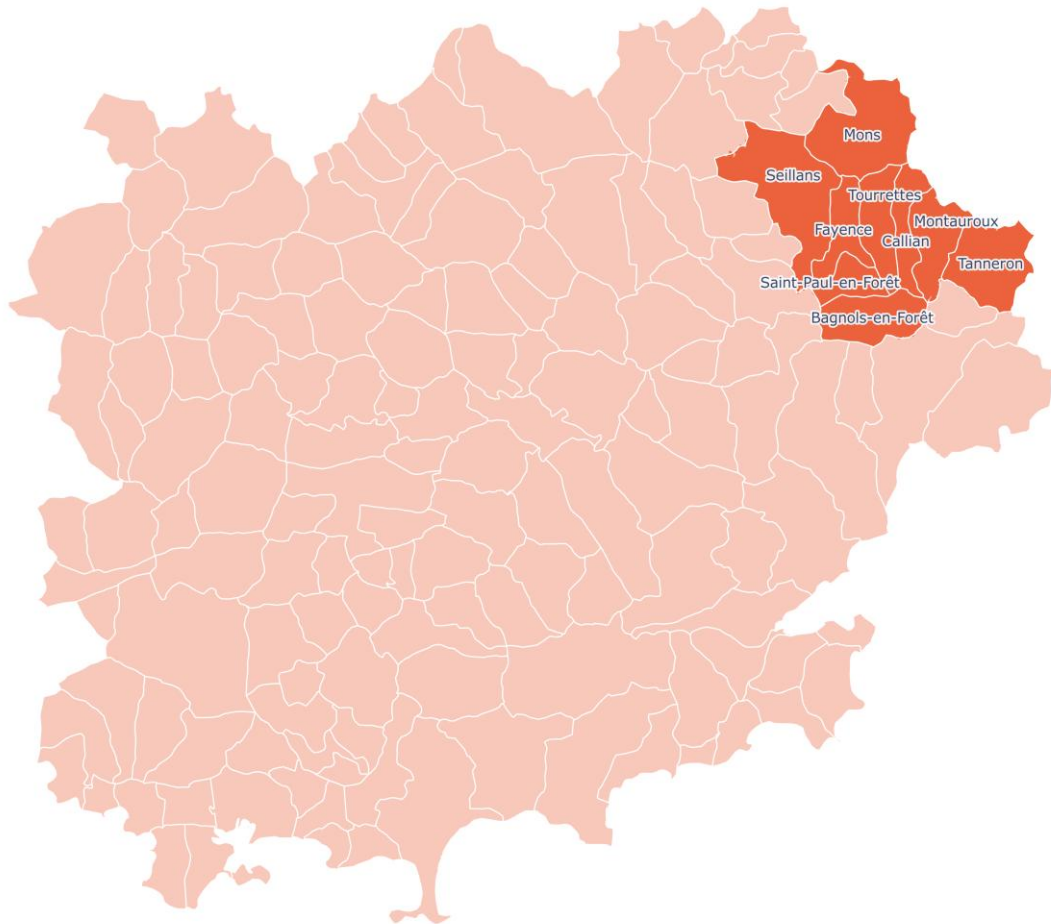 Mons
Seillans
Tourrettes
Montauroux
Fayence
Callian
Tanneron
Saint-Paul-en-Forêt
Bagnols-en-Forêt